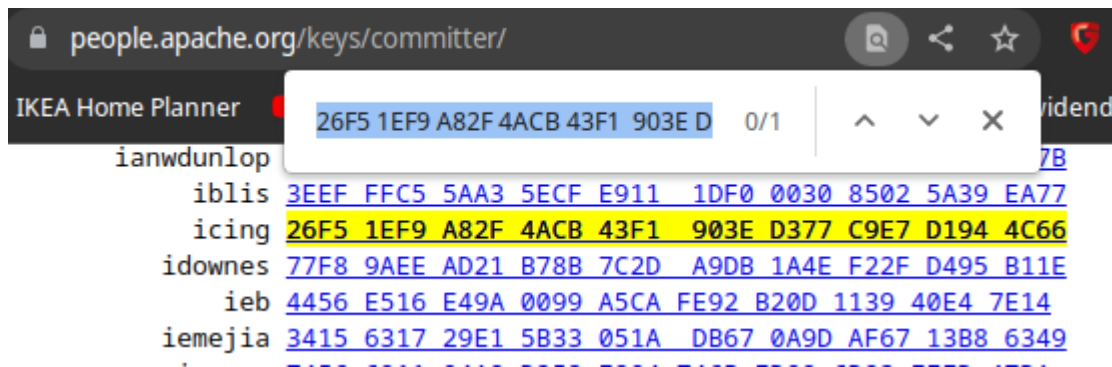 people.apache.org/keys/committer/
IKEA Home Planner
26F5 1EF9 A82F 4ACB 43F1  903E D 0/1
vidend
ianwdunlop 7B
iblis 3EEF FFC5 5AA3 5ECF E911  1DF0 0030 8502 5A39 EA77
icing 26F5 1EF9 A82F 4ACB 43F1  903E D377 C9E7 D194 4C66
idownes 77F8 9AEE AD21 B78B 7C2D  A9DB 1A4E F22F D495 B11E
ieb 4456 E516 E49A 0099 A5CA FE92 B20D 1139 40E4 7E14
iemejia 3415 6317 29E1 5B33 051A  DB67 0A9D AF67 13B8 6349